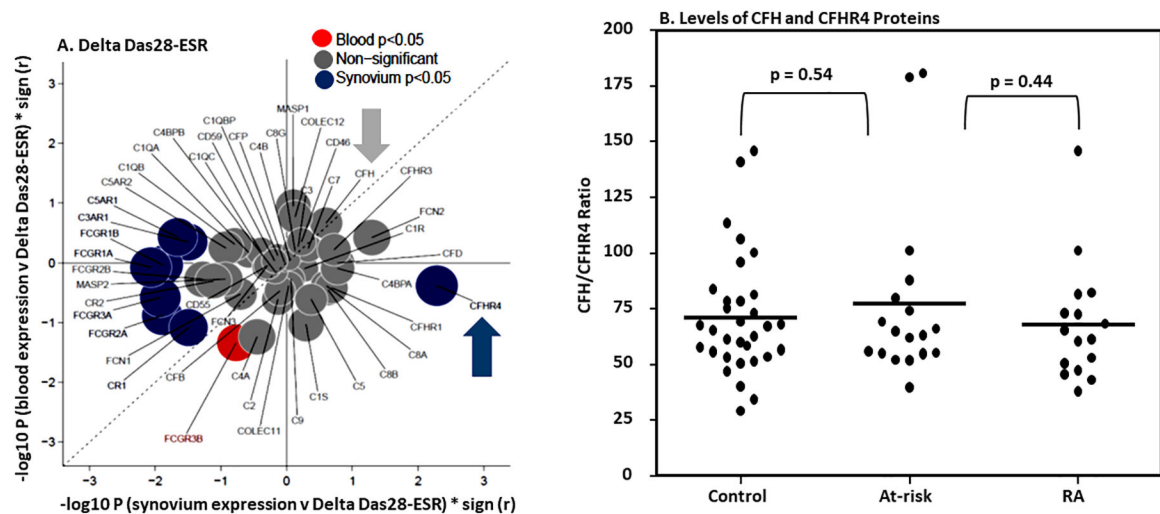 A. Delta Das28-ESR
Blood p<0.05
Non-significant
Synovium p<0.05
-log10 P (blood expression v Delta Das28-ESR) * sign (r)
3
2
1
0
−1
−2
−3
−3
−2
−1
0
1
2
3
-log10 P (synovium expression v Delta Das28-ESR) * sign (r)
MASP1
C1QBP
COLEC12
C4BPB
CFP
C8G
CD59
C4B
CD46
C1QA
C1QC
CFH
C1QB
CFHR3
C5AR2
C3
C7
C5AR1
FCN2
C3AR1
C1R
FCGR1B
CFD
FCGR1A
FCGR2B
C4BPA
MASP2
CR2
CD55
CFHR4
FCGR3A
FCN3
CFHR1
FCGR2A
FCN1
C8A
CR1
CFB
C4A
C5
C8B
C2
C1S
COLEC11
C9
FCGR3B
B. Levels of CFH and CFHR4 Proteins
CFH/CFHR4 Ratio
200
175
150
125
100
75
50
25
0
p = 0.54
p = 0.44
Control
At-risk
RA